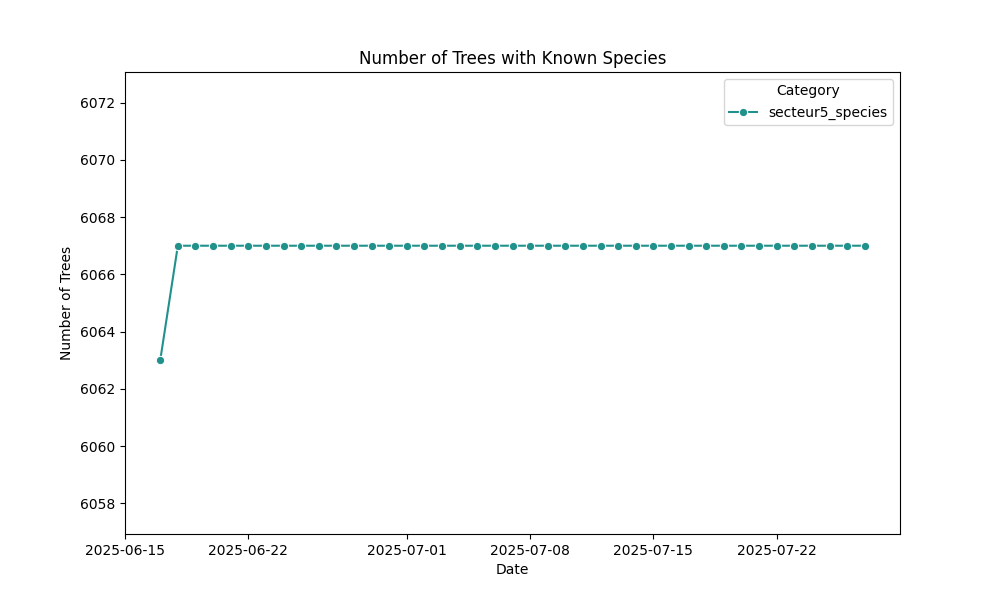 Number of Trees with Known Species
Category
secteur5_species
6072
6070
6068
6066
6064
6062
6060
6058
Number of Trees
2025-06-15
2025-06-22
2025-07-01
2025-07-08
2025-07-15
2025-07-22
Date